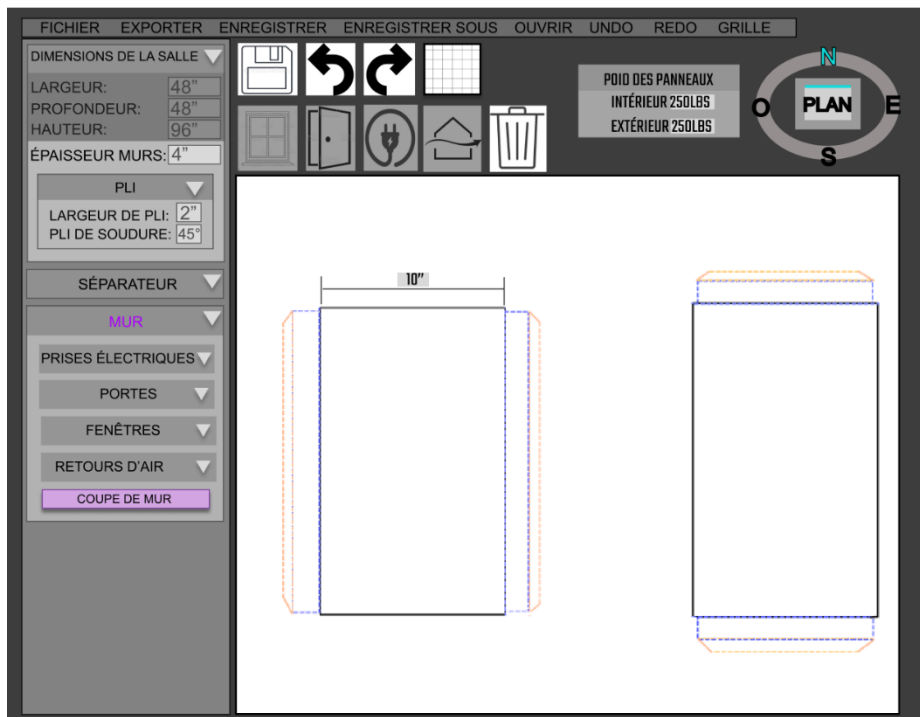 FICHIER EXPORTER ENREGISTRER ENREGISTRER SOUS OUVRIR UNDO REDO GRILLE
DIMENSIONS DE LA SALLE
LARGEUR: 48"
PROFONDEUR: 48"
HAUTEUR: 96"
ÉPAISSEUR MURS: 4"
PLI
LARGEUR DE PLI: 2"
PLI DE SOUDURE: 45°
SÉPARATEUR
MUR
PRISES ÉLECTRIQUES
PORTES
FENÊTRES
RETOURS D'AIR
COUPE DE MUR
POID DES PANNEAUX
INTÉRIEUR 250LBS
EXTÉRIEUR 250LBS
N
O PLAN E
S
10"